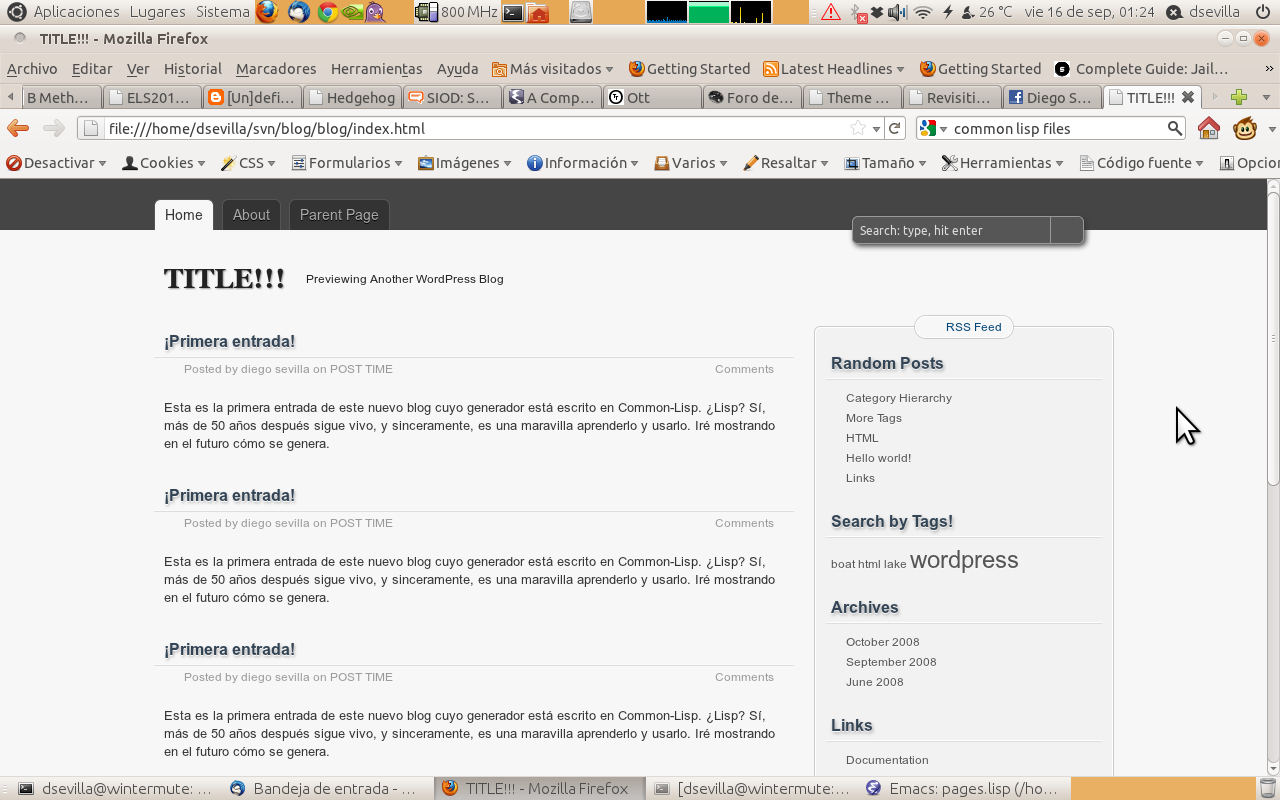 Aplicaciones Lugares Sistema 800 MHz 26 °C vie 16 de sep, 01:24 dsevilla
TITLE!!! - Mozilla Firefox
Archivo Editar Ver Historial Marcadores Herramientas Ayuda Más visitados Getting Started Latest Headlines Getting Started Complete Guide: Jail... »
B Meth... ELS201... [Un]defi... Hedgehog SIOD: S... A Comp... Ott Foro de... Theme ... Revisiti... Diego S... TITLE!!!
file:///home/dsevilla/svn/blog/blog/index.html common lisp files
Desactivar Cookies CSS Formularios Imágenes Información Varios Resaltar Tamaño Herramientas Código fuente Opcion
Home About Parent Page
Search: type, hit enter
TITLE!!! Previewing Another WordPress Blog
¡Primera entrada!
Posted by diego sevilla on POST TIME Comments
Esta es la primera entrada de este nuevo blog cuyo generador está escrito en Common-Lisp. ¿Lisp? Sí,
más de 50 años después sigue vivo, y sinceramente, es una maravilla aprenderlo y usarlo. Iré mostrando
en el futuro cómo se genera.
¡Primera entrada!
Posted by diego sevilla on POST TIME Comments
Esta es la primera entrada de este nuevo blog cuyo generador está escrito en Common-Lisp. ¿Lisp? Sí,
más de 50 años después sigue vivo, y sinceramente, es una maravilla aprenderlo y usarlo. Iré mostrando
en el futuro cómo se genera.
¡Primera entrada!
Posted by diego sevilla on POST TIME Comments
Esta es la primera entrada de este nuevo blog cuyo generador está escrito en Common-Lisp. ¿Lisp? Sí,
más de 50 años después sigue vivo, y sinceramente, es una maravilla aprenderlo y usarlo. Iré mostrando
en el futuro cómo se genera.
RSS Feed
Random Posts
Category Hierarchy
More Tags
HTML
Hello world!
Links
Search by Tags!
boat html lake wordpress
Archives
October 2008
September 2008
June 2008
Links
Documentation
dsevilla@wintermute: ... Bandeja de entrada - ... TITLE!!! - Mozilla Firefox [dsevilla@wintermute:... Emacs: pages.lisp (/ho...